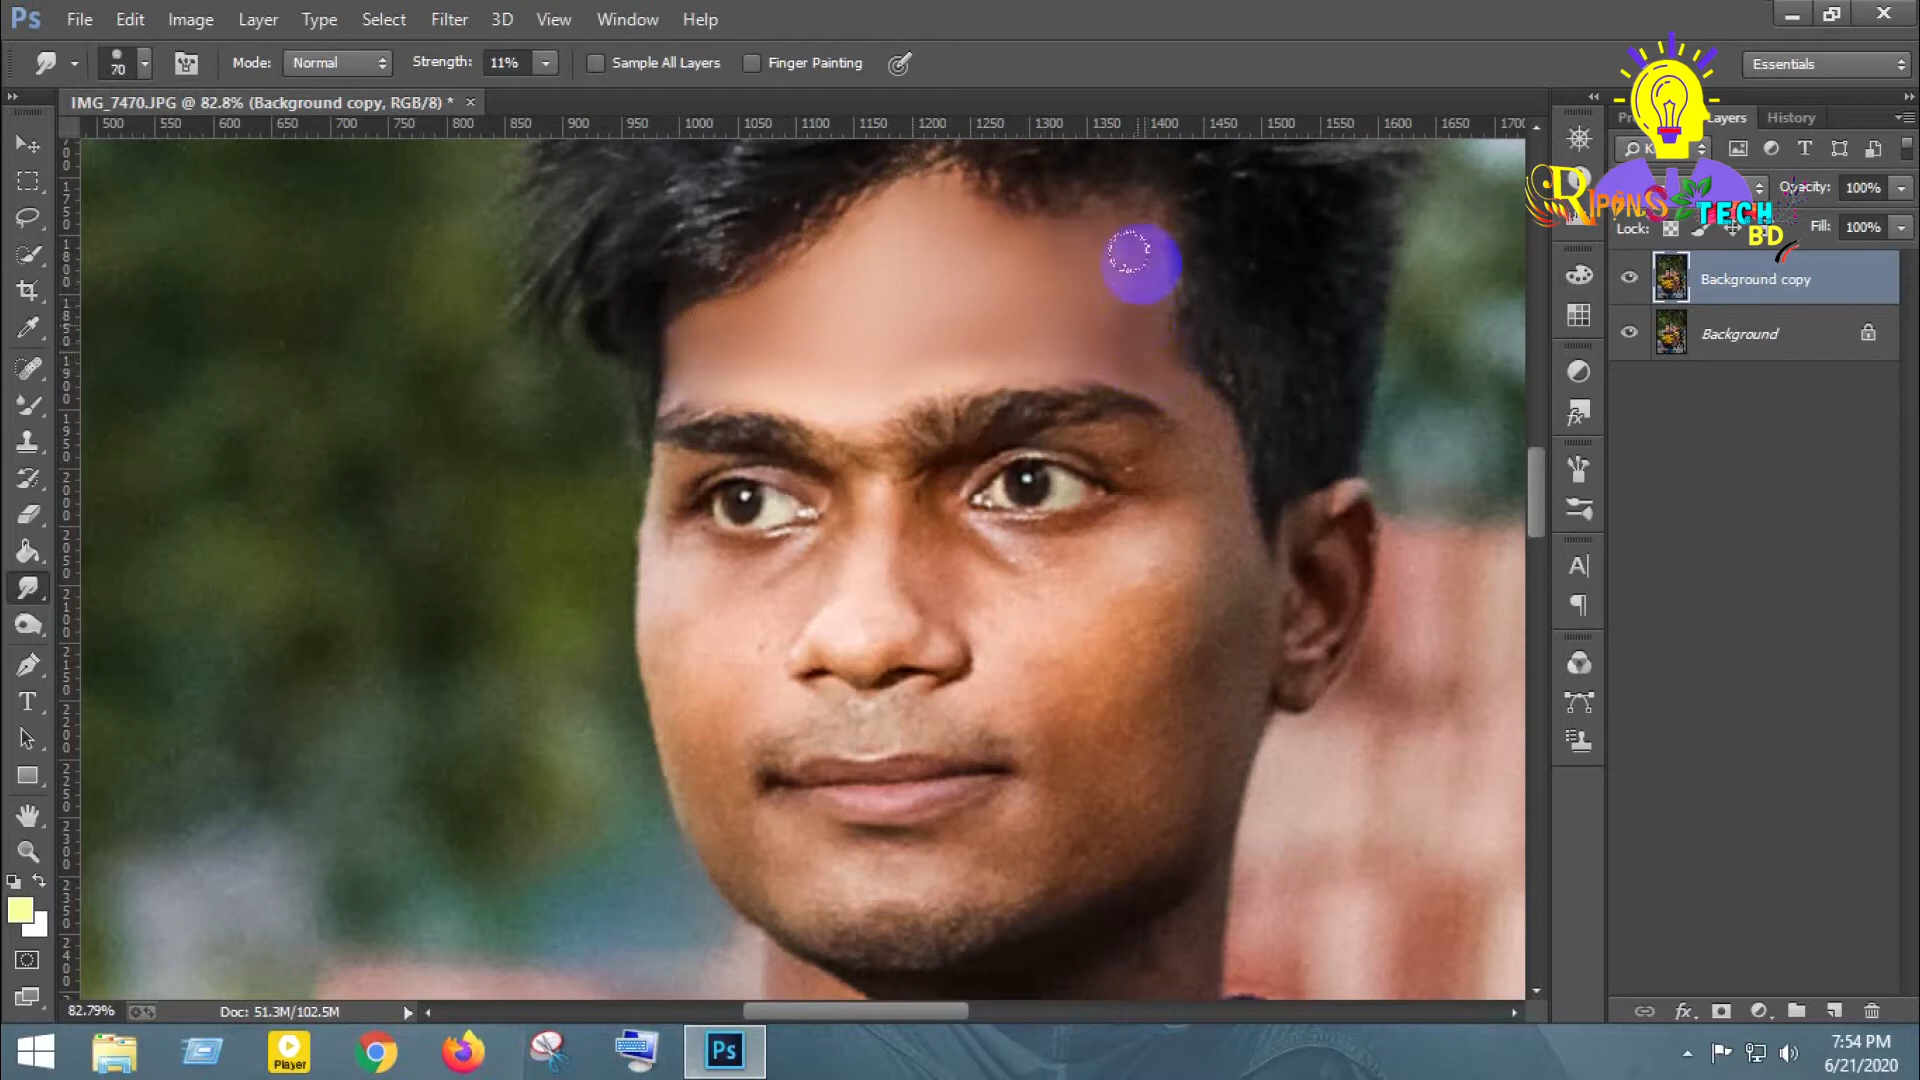 Ps File Edit Image Layer Type Select Filter 3D View Window Help
70 Mode: Normal Strength: 11% Sample All Layers Finger Painting Essentials
IMG_7470.JPG @ 82.8% (Background copy, RGB/8) * ×
500 550 600 650 700 750 800 850 900 950 1000 1050 1100 1150 1200 1250 1300 1350 1400 1450 1500 1550 1600 1650 1700
Layers History
Opacity: 100%
RIPON'S TECH BD
Lock: Fill: 100%
Background copy
Background
82.79% Doc: 51.3M/102.5M
Player Ps
7:54 PM
6/21/2020